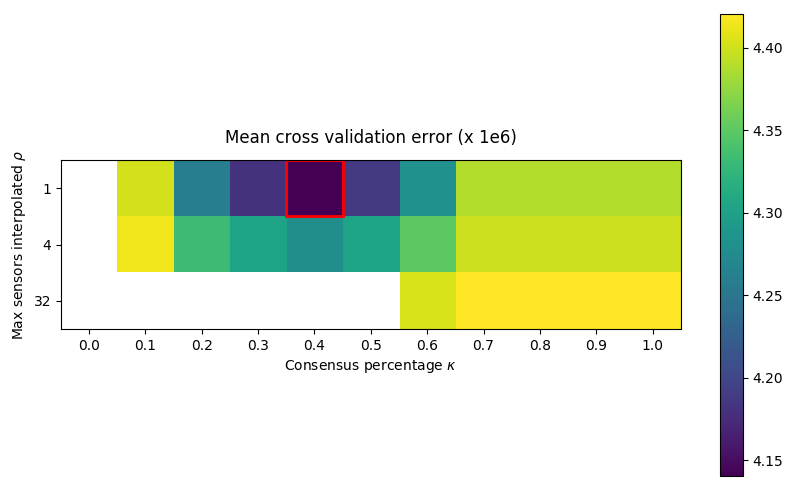 Mean cross validation error (x 1e6)
Max sensors interpolated ρ
1
4
32
0.0 0.1 0.2 0.3 0.4 0.5 0.6 0.7 0.8 0.9 1.0
Consensus percentage κ
4.40
4.35
4.30
4.25
4.20
4.15